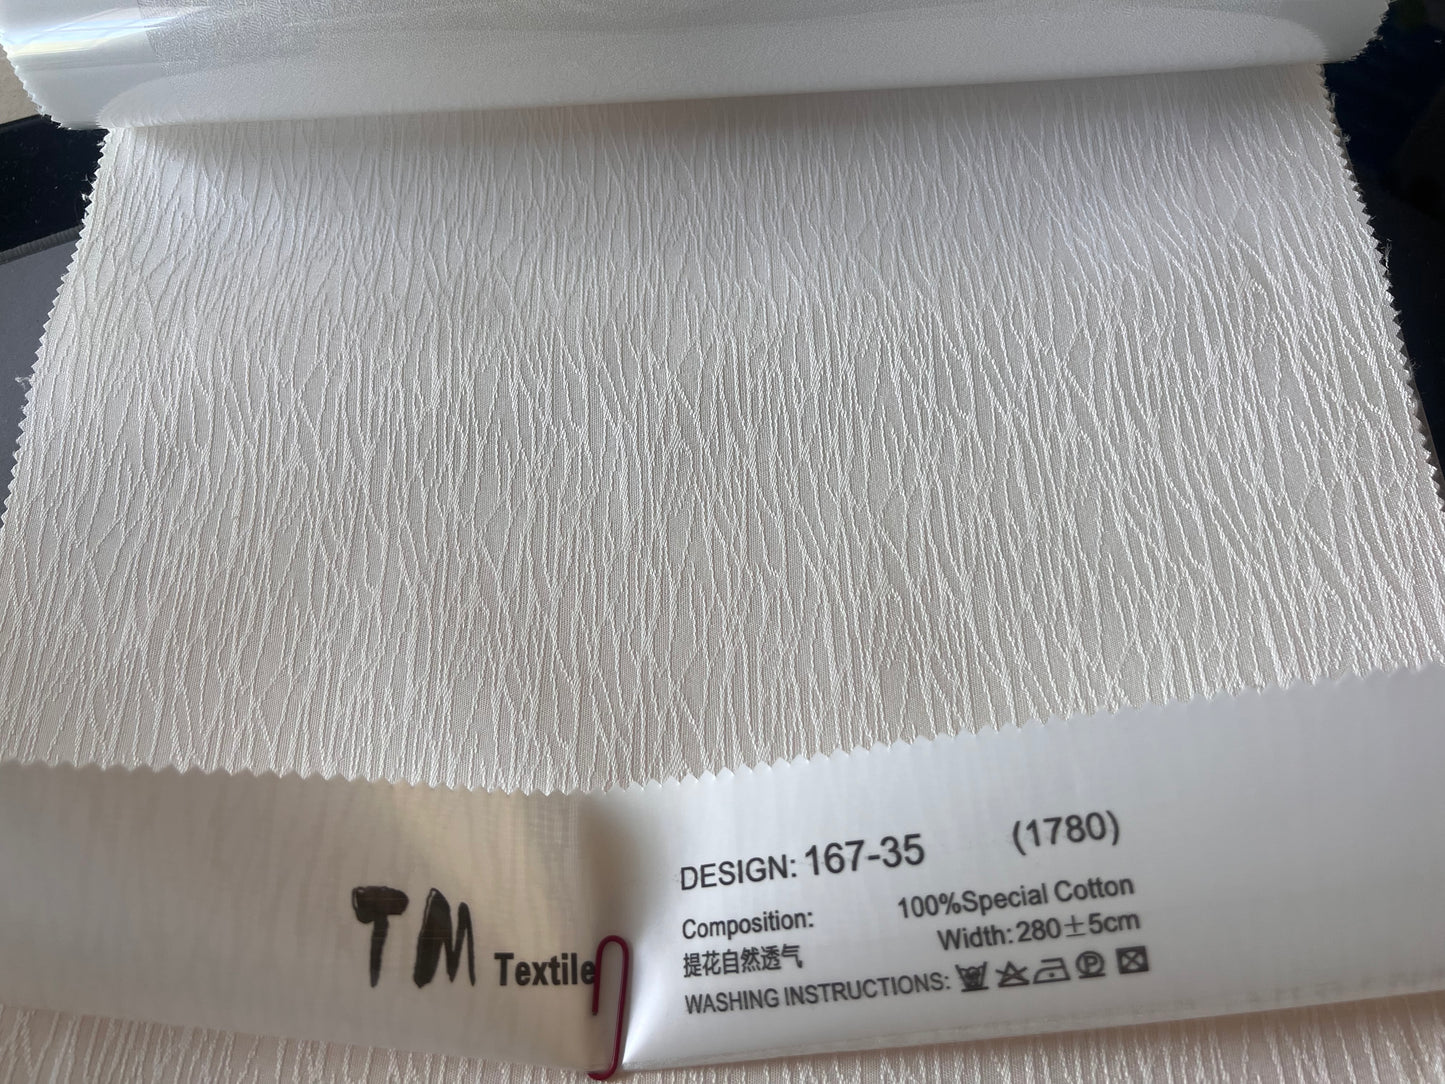 TM Textile
DESIGN: 167-35 (1780)
Composition: 100%Special Cotton
Width: 280±5cm
提花自然透气
WASHING INSTRUCTIONS: